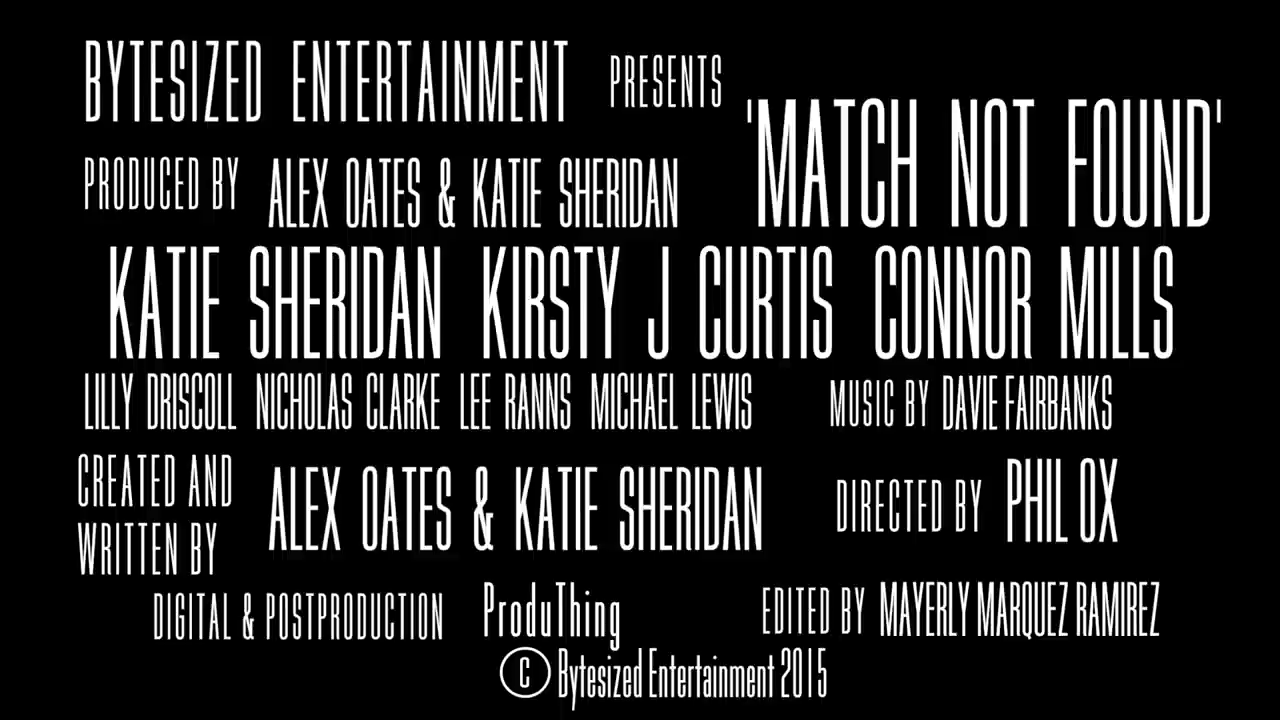 BYTESIZED ENTERTAINMENT PRESENTS
'MATCH NOT FOUND'
PRODUCED BY ALEX OATES & KATIE SHERIDAN
KATIE SHERIDAN KIRSTY J CURTIS CONNOR MILLS
LILLY DRISCOLL NICHOLAS CLARKE LEE RANNS MICHAEL LEWIS MUSIC BY DAVIE FAIRBANKS
CREATED AND
WRITTEN BY ALEX OATES & KATIE SHERIDAN DIRECTED BY PHIL OX
DIGITAL & POSTPRODUCTION ProduThing EDITED BY MAYERLY MARQUEZ RAMIREZ
© Bytesized Entertainment 2015